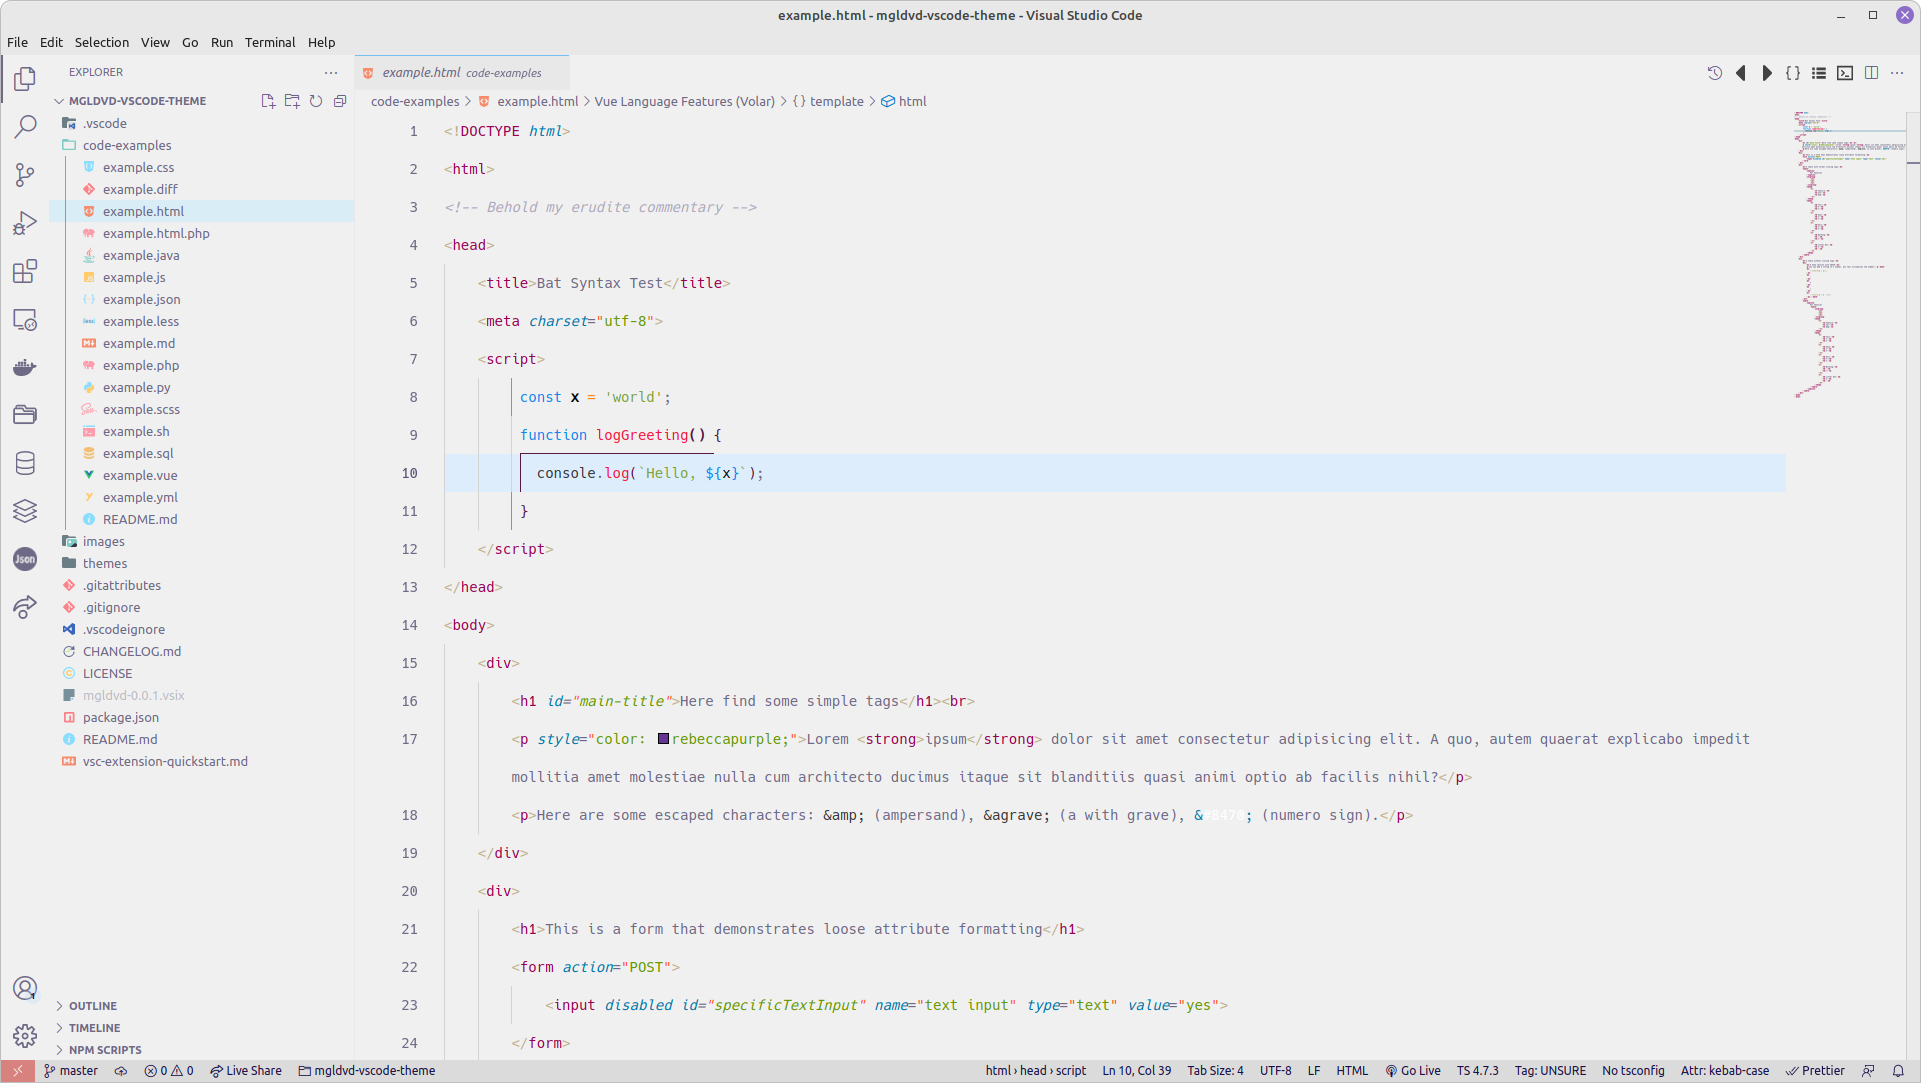 example.html - mgldvd-vscode-theme - Visual Studio Code
File Edit Selection View Go Run Terminal Help
EXPLORER
MGLDVD-VSCODE-THEME
.vscode
code-examples
example.css
example.diff
example.html
example.html.php
example.java
example.js
example.json
example.less
example.md
example.php
example.py
example.scss
example.sh
example.sql
example.vue
example.yml
README.md
images
themes
.gitattributes
.gitignore
.vscodeignore
CHANGELOG.md
LICENSE
mgldvd-0.0.1.vsix
package.json
README.md
vsc-extension-quickstart.md
OUTLINE
TIMELINE
NPM SCRIPTS
Json
example.html code-examples
code-examples > example.html > Vue Language Features (Volar) > {} template > html
1 <!DOCTYPE html>
2 <html>
3 <!-- Behold my erudite commentary -->
4 <head>
5 <title>Bat Syntax Test</title>
6 <meta charset="utf-8">
7 <script>
8 const x = 'world';
9 function logGreeting() {
10 console.log(`Hello, ${x}`);
11 }
12 </script>
13 </head>
14 <body>
15 <div>
16 <h1 id="main-title">Here find some simple tags</h1><br>
17 <p style="color: rebeccapurple;">Lorem <strong>ipsum</strong> dolor sit amet consectetur adipisicing elit. A quo, autem quaerat explicabo impedit
mollitia amet molestiae nulla cum architecto ducimus itaque sit blanditiis quasi animi optio ab facilis nihil?</p>
18 <p>Here are some escaped characters: &amp; (ampersand), &agrave; (a with grave), &#8470; (numero sign).</p>
19 </div>
20 <div>
21 <h1>This is a form that demonstrates loose attribute formatting</h1>
22 <form action="POST">
23 <input disabled id="specificTextInput" name="text input" type="text" value="yes">
24 </form>
master 0 0 Live Share mgldvd-vscode-theme html › head › script Ln 10, Col 39 Tab Size: 4 UTF-8 LF HTML Go Live TS 4.7.3 Tag: UNSURE No tsconfig Attr: kebab-case Prettier